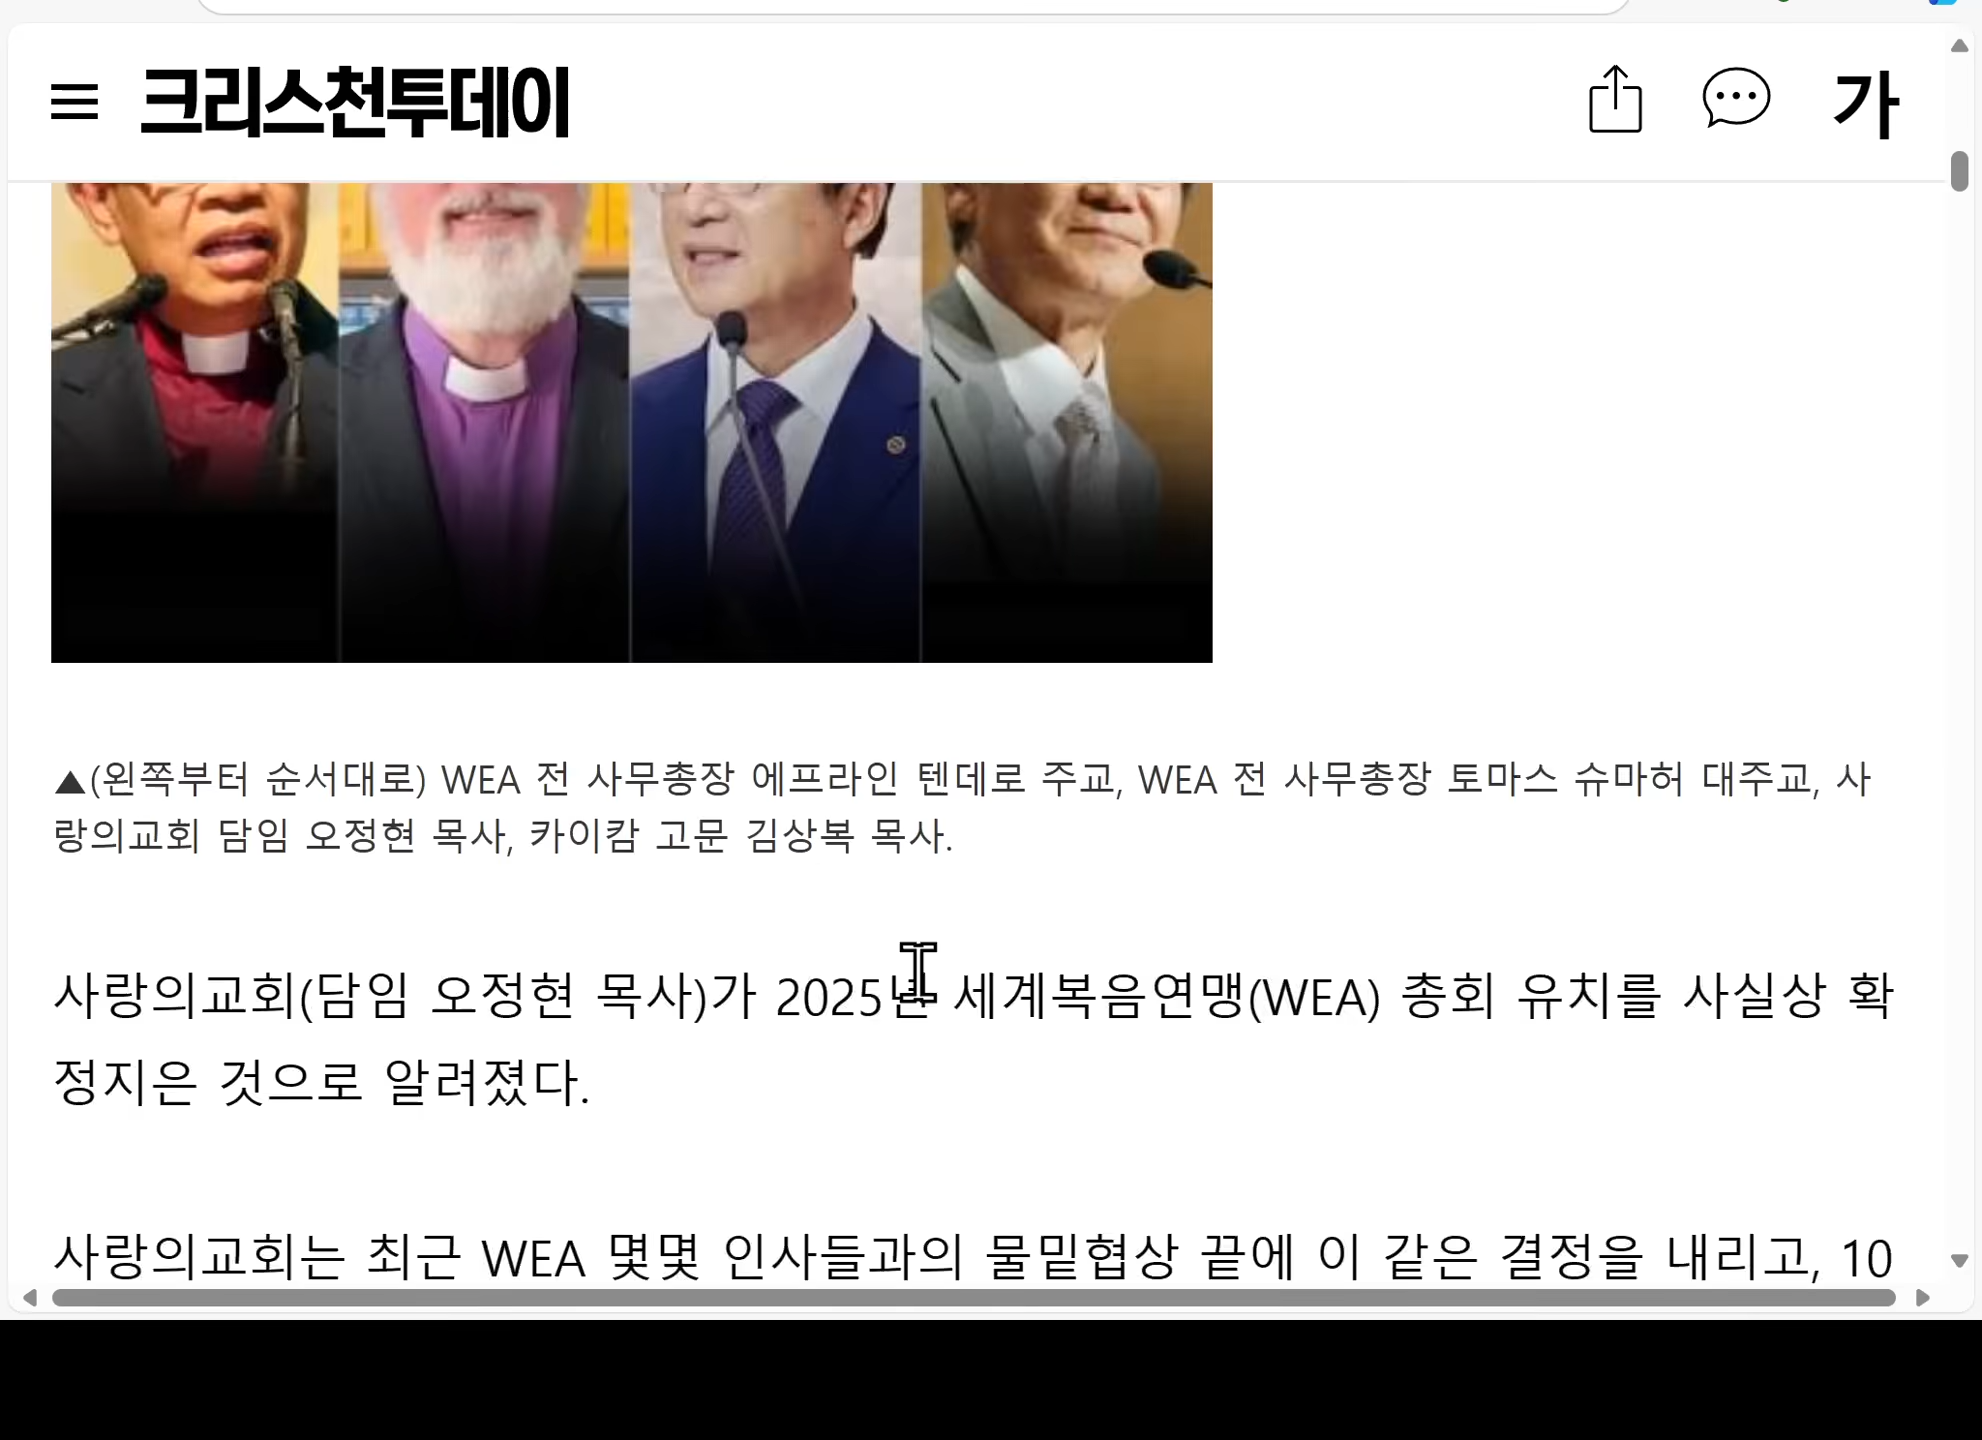 크리스천투데이
가
▲(왼쪽부터 순서대로) WEA 전 사무총장 에프라인 텐데로 주교, WEA 전 사무총장 토마스 슈마허 대주교, 사
랑의교회 담임 오정현 목사, 카이캄 고문 김상복 목사.
사랑의교회(담임 오정현 목사)가 2025년 세계복음연맹(WEA) 총회 유치를 사실상 확
정지은 것으로 알려졌다.
사랑의교회는 최근 WEA 몇몇 인사들과의 물밑협상 끝에 이 같은 결정을 내리고, 10